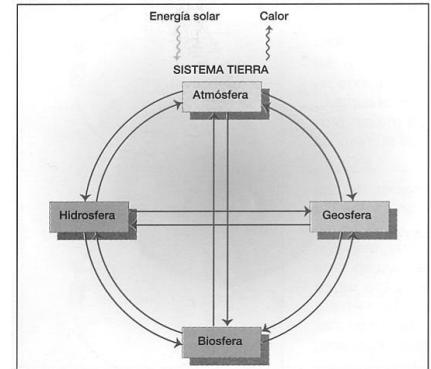 Energía solar Calor
SISTEMA TIERRA
Atmósfera
Hidrosfera Geosfera
Biosfera